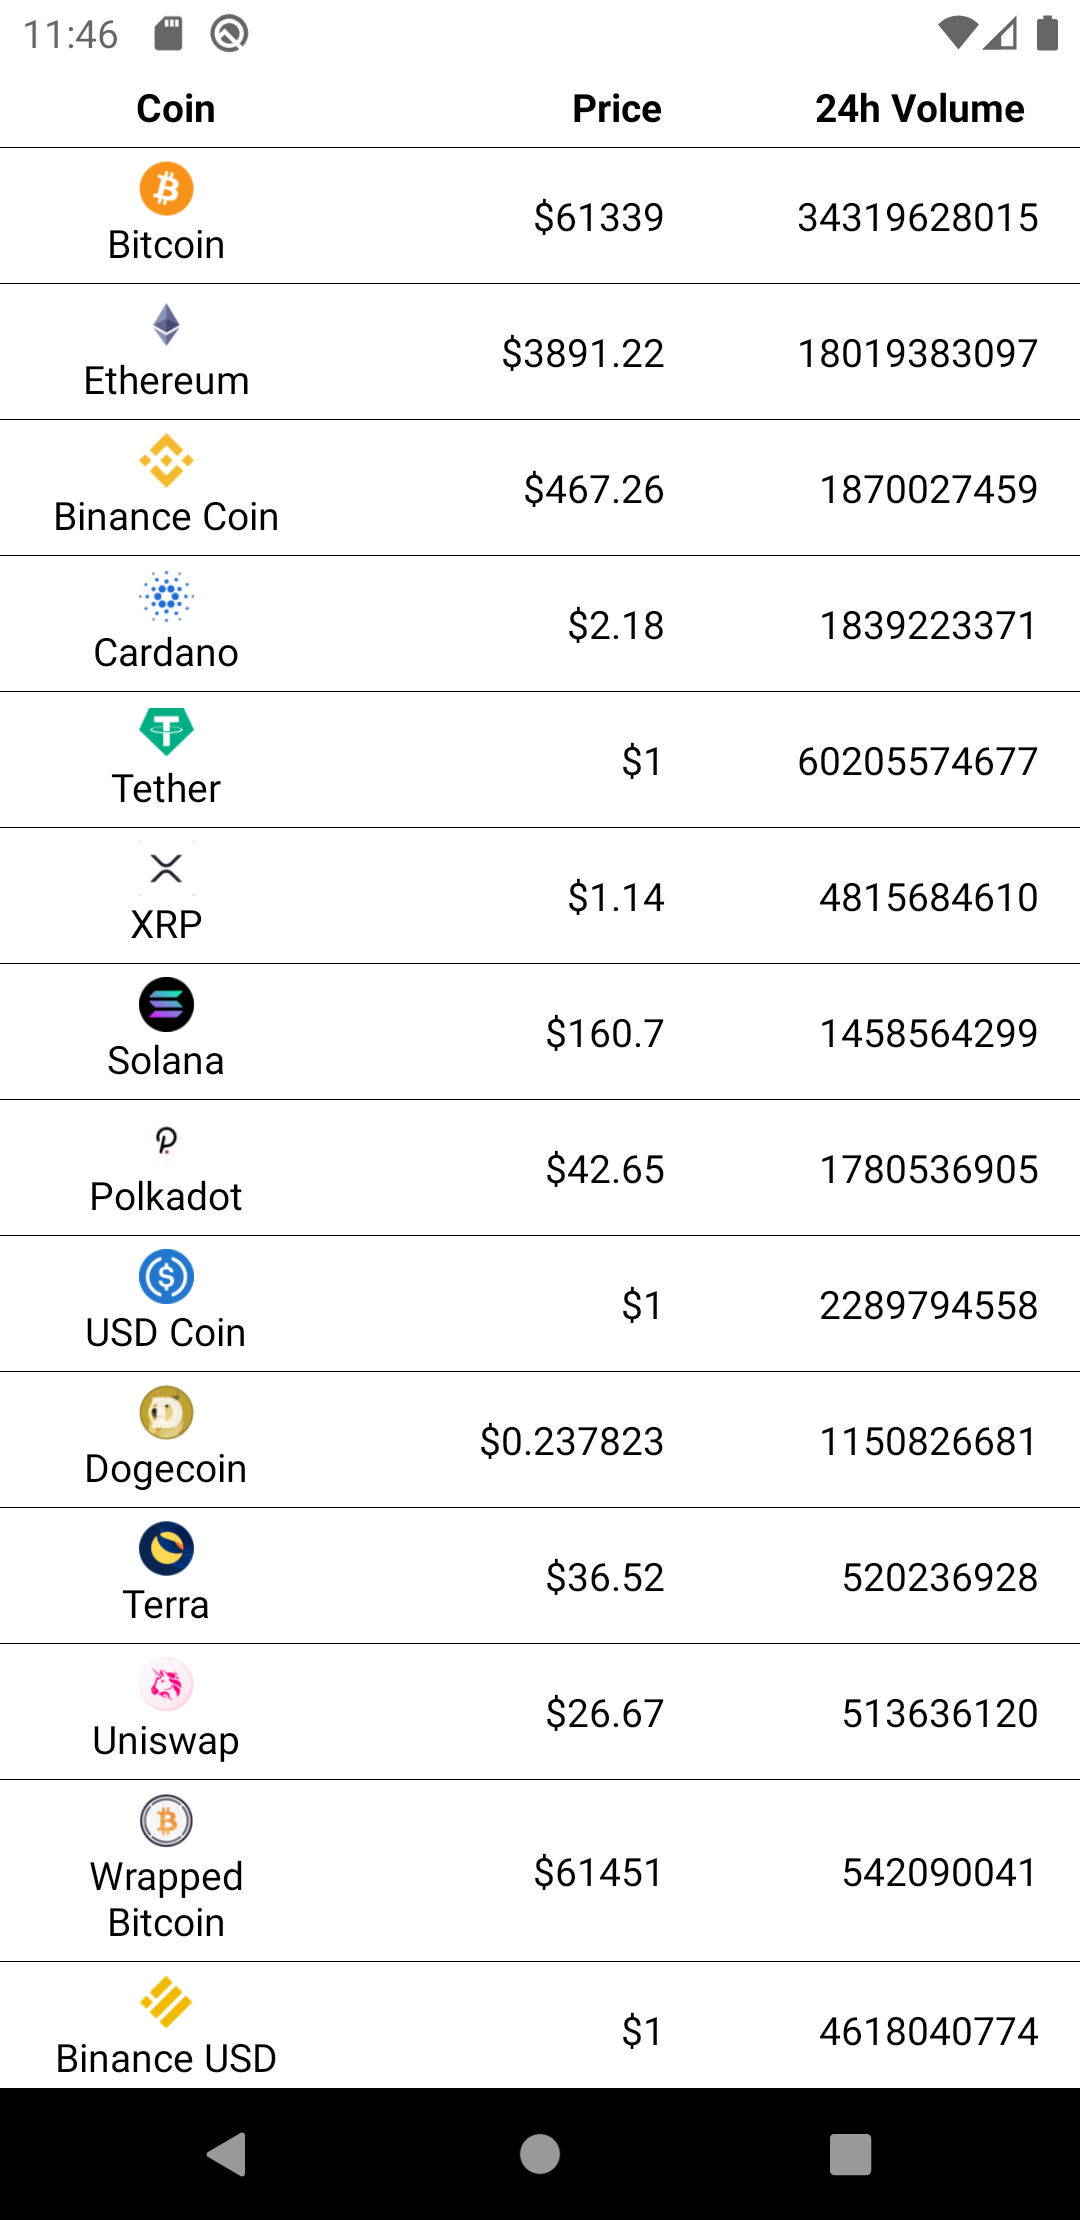 11:46
Coin Price 24h Volume
Bitcoin $61339 34319628015
Ethereum $3891.22 18019383097
Binance Coin $467.26 1870027459
Cardano $2.18 1839223371
Tether $1 60205574677
XRP $1.14 4815684610
Solana $160.7 1458564299
Polkadot $42.65 1780536905
USD Coin $1 2289794558
Dogecoin $0.237823 1150826681
Terra $36.52 520236928
Uniswap $26.67 513636120
Wrapped
Bitcoin $61451 542090041
Binance USD $1 4618040774